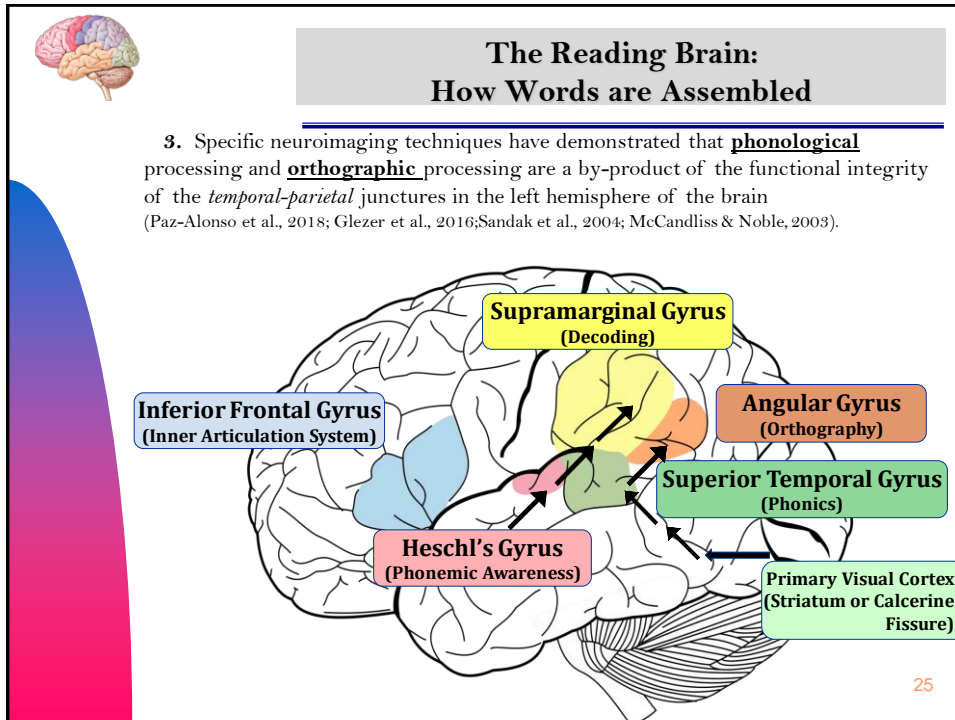 The Reading Brain:
How Words are Assembled
3. Specific neuroimaging techniques have demonstrated that phonological
processing and orthographic processing are a by-product of the functional integrity
of the temporal-parietal junctures in the left hemisphere of the brain
(Paz-Alonso et al., 2018; Glezer et al., 2016;Sandak et al., 2004; McCandliss & Noble, 2003).
Supramarginal Gyrus
(Decoding)
Inferior Frontal Gyrus
(Inner Articulation System)
Angular Gyrus
(Orthography)
Superior Temporal Gyrus
(Phonics)
Heschl's Gyrus
(Phonemic Awareness)
Primary Visual Cortex
(Striatum or Calcerine
Fissure)
25